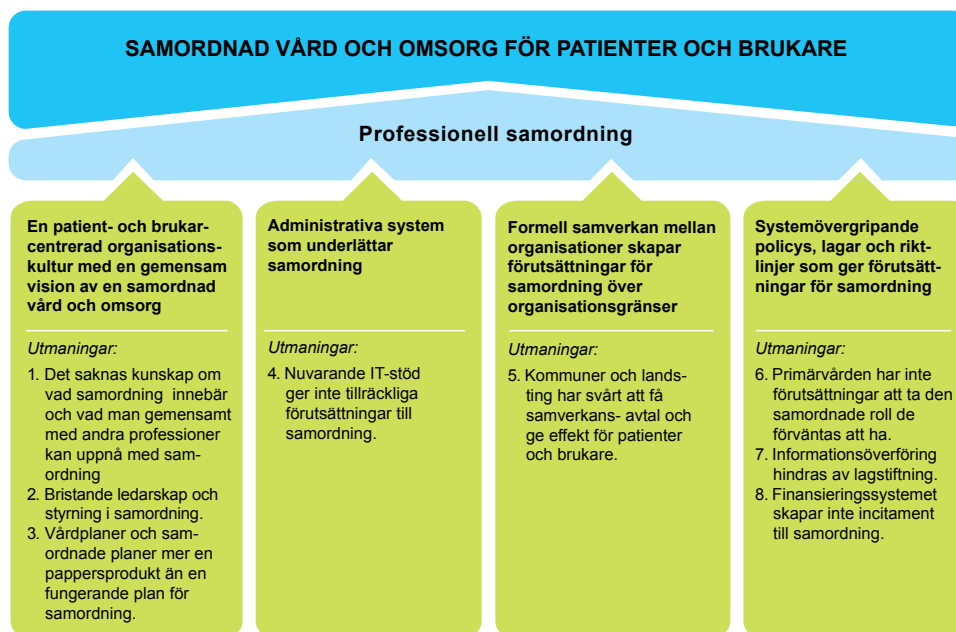 SAMORDNAD VÅRD OCH OMSORG FÖR PATIENTER OCH BRUKARE
Professionell samordning
En patient- och brukar-
centrerad organisations-
kultur med en gemensam
vision av en samordnad
vård och omsorg
Utmaningar:
1. Det saknas kunskap om
vad samordning innebär
och vad man gemensamt
med andra professioner
kan uppnå med sam-
ordning
2. Bristande ledarskap och
styrning i samordning.
3. Vårdplaner och sam-
ordnade planer mer en
pappersprodukt än en
fungerande plan för
samordning.
Administrativa system
som underlättar
samordning
Utmaningar:
4. Nuvarande IT-stöd
ger inte tillräckliga
förutsättningar till
samordning.
Formell samverkan mellan
organisationer skapar
förutsättningar för
samordning över
organisationsgränser
Utmaningar:
5. Kommuner och lands-
ting har svårt att få
samverkans- avtal och
ge effekt för patienter
och brukare.
Systemövergripande
policys, lagar och rikt-
linjer som ger förutsätt-
ningar för samordning
Utmaningar:
6. Primärvården har inte
förutsättningar att ta den
samordnade roll de
förväntas att ha.
7. Informationsöverföring
hindras av lagstiftning.
8. Finansieringssystemet
skapar inte incitament
till samordning.